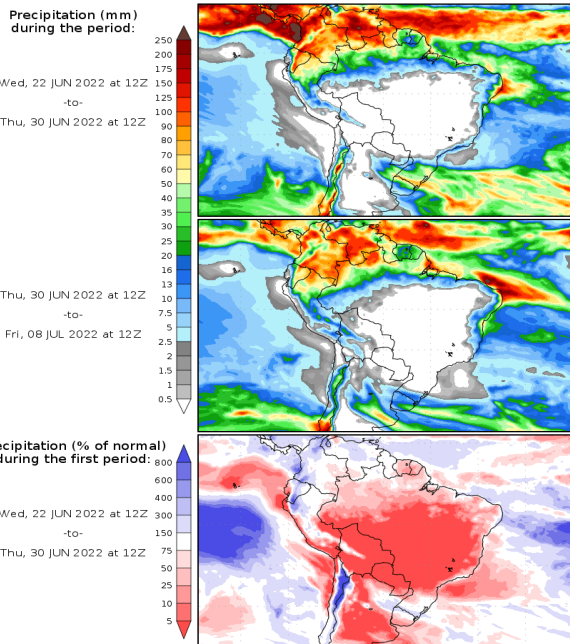 Precipitation (mm)
during the period:
Wed, 22 JUN 2022 at 12Z
-to-
Thu, 30 JUN 2022 at 12Z
250
200
175
150
125
100
90
80
70
60
50
40
35
30
25
20
16
13
10
7.5
5
2.5
2
1.5
1
0.5
Thu, 30 JUN 2022 at 12Z
-to-
Fri, 08 JUL 2022 at 12Z
ecipitation (% of normal)
during the first period:
Wed, 22 JUN 2022 at 12Z
-to-
Thu, 30 JUN 2022 at 12Z
800
600
400
300
150
75
50
25
10
5